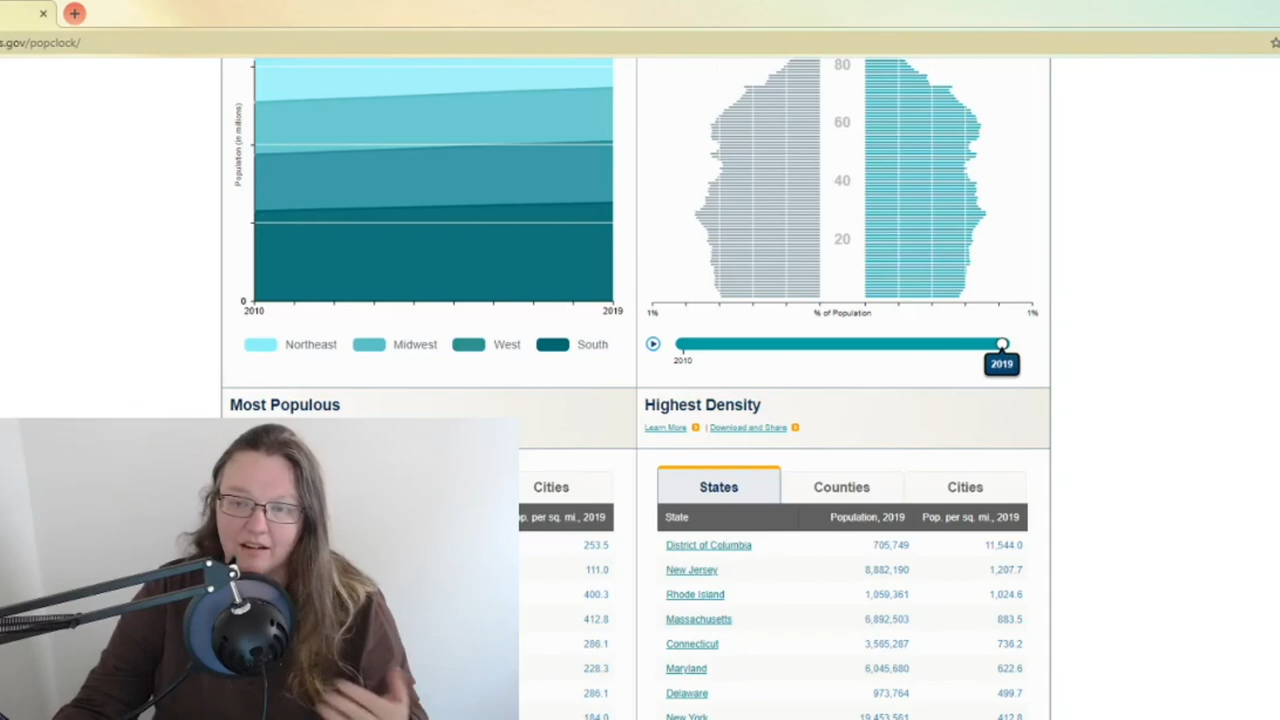 s.gov/popclock/
Population (in millions)
0
2010
2019
Northeast
Midwest
West
South
80
60
40
20
1%
% of Population
1%
2010
2019
Most Populous
Highest Density
Learn More | Download and Share
Cities
States
Counties
Cities
p. per sq. mi., 2019
State
Population, 2019
Pop. per sq. mi., 2019
253.5
District of Columbia
705,749
11,544.0
111.0
New Jersey
8,882,190
1,207.7
400.3
Rhode Island
1,059,361
1,024.6
412.8
Massachusetts
6,892,503
883.5
286.1
Connecticut
3,565,287
736.2
228.3
Maryland
6,045,680
622.6
286.1
Delaware
973,764
499.7
184.0
New York
19,453,561
412.8